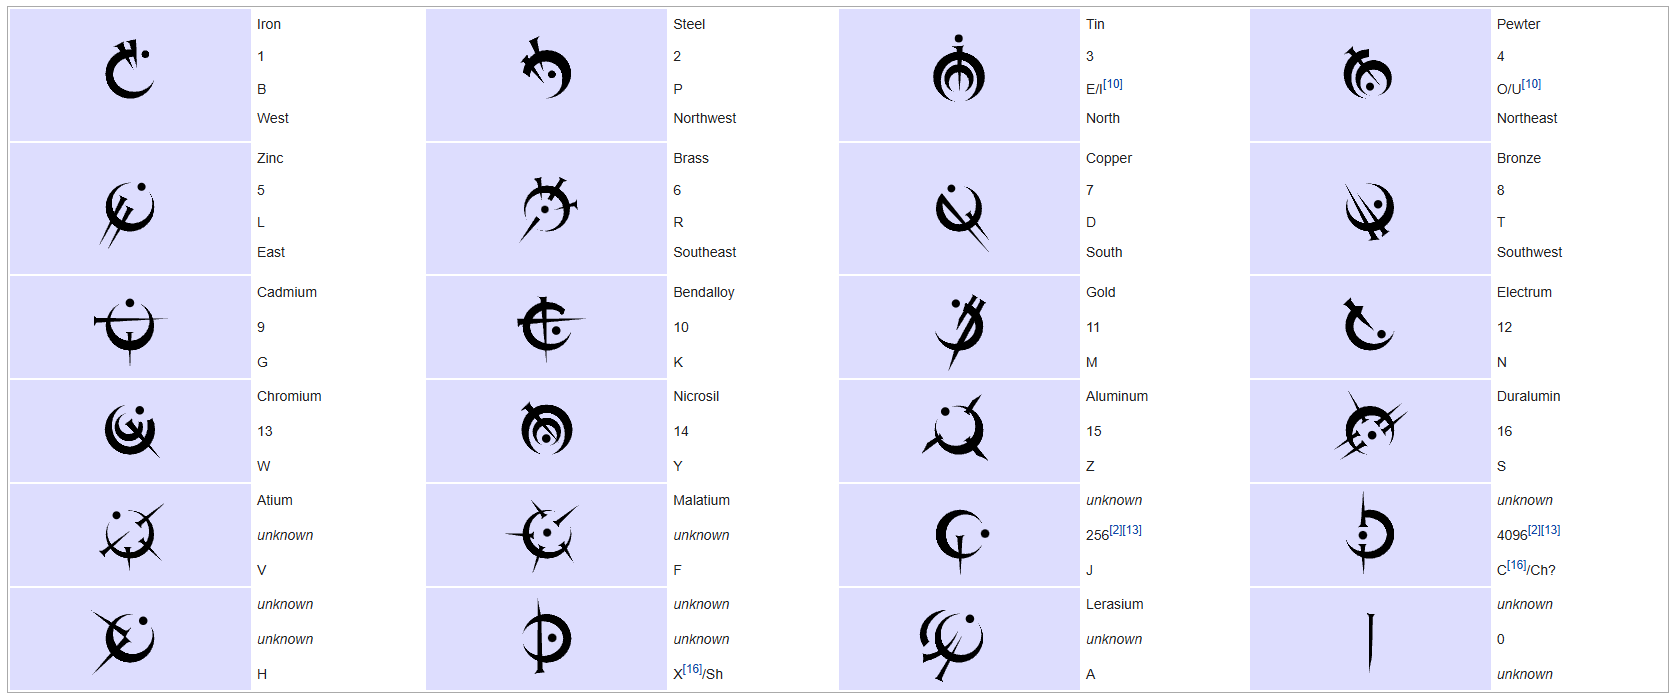 Iron
1
B
West
Steel
2
P
Northwest
Tin
3
E/I[10]
North
Pewter
4
O/U[10]
Northeast
Zinc
5
L
East
Brass
6
R
Southeast
Copper
7
D
South
Bronze
8
T
Southwest
Cadmium
9
G
Bendalloy
10
K
Gold
11
M
Electrum
12
N
Chromium
13
W
Nicrosil
14
Y
Aluminum
15
Z
Duralumin
16
S
Atium
unknown
V
Malatium
unknown
F
unknown
256[2][13]
J
unknown
4096[2][13]
C[16]/Ch?
unknown
unknown
H
unknown
unknown
X[16]/Sh
Lerasium
unknown
A
unknown
0
unknown